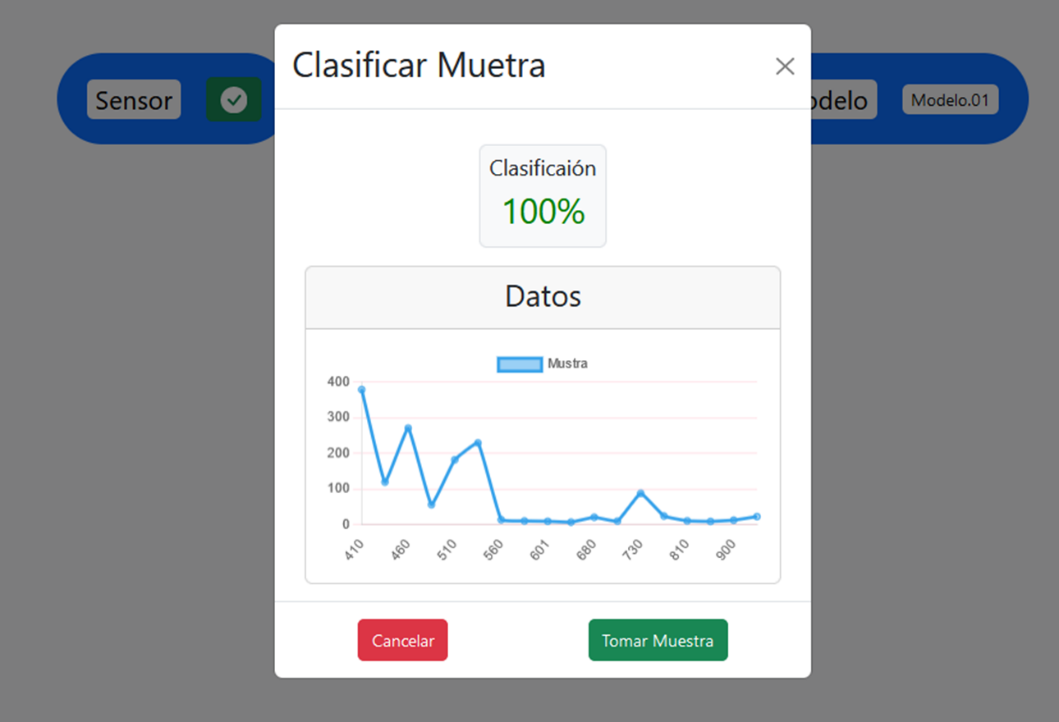 Clasificar Muetra
Sensor
odelo
Modelo.01
Clasificaión
100%
Datos
Mustra
400
300
200
100
0
410
460
510
560
601
680
730
810
900
Cancelar
Tomar Muestra